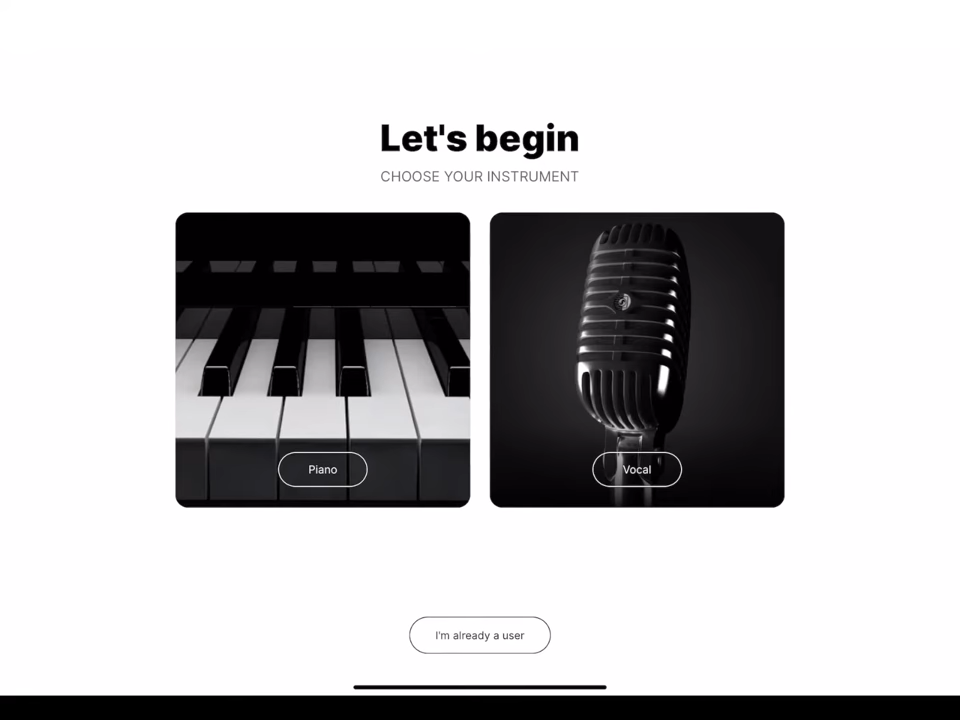 Let's begin
CHOOSE YOUR INSTRUMENT
Piano
Vocal
I'm already a user